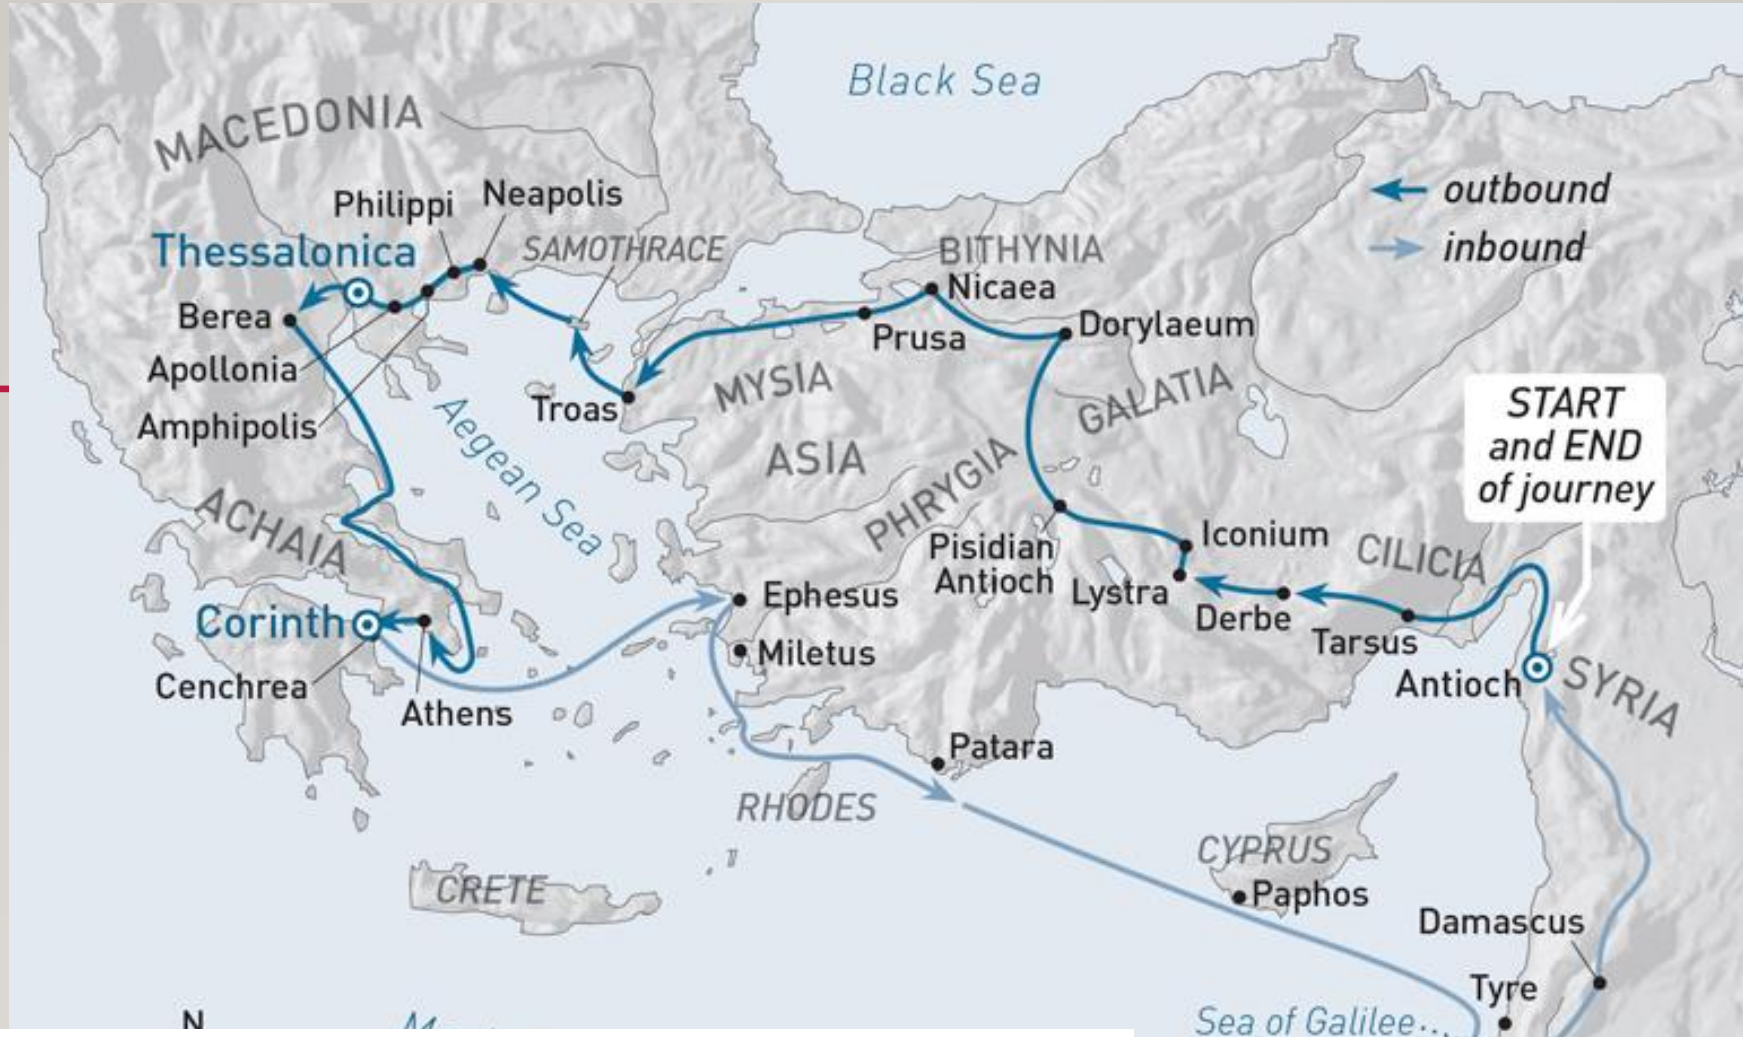 Black Sea
MACEDONIA
outbound
inbound
Philippi
Neapolis
SAMOTHRACE
BITHYNIA
Thessalonica
Nicaea
Berea
Prusa
Dorylaeum
Apollonia
MYSIA
GALATIA
Troas
Amphipolis
Aegean Sea
ASIA
START
and END
of journey
PHRYGIA
ACHAIA
Pisidian
Antioch
Iconium
CILICIA
Lystra
Ephesus
Derbe
Corinth
Tarsus
Miletus
Antioch
SYRIA
Cenchrea
Athens
Patara
RHODES
CYPRUS
CRETE
Paphos
Damascus
Tyre
N
Sea of Galilee...